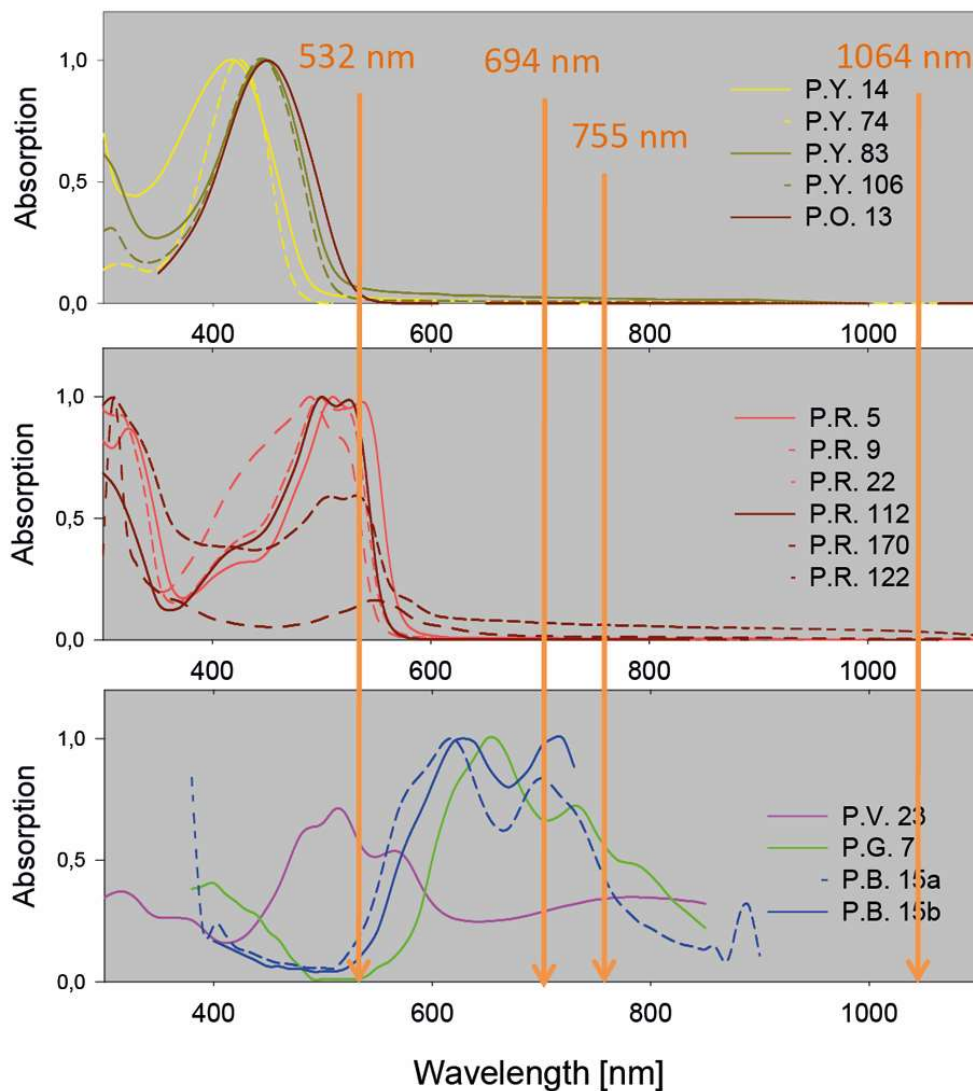 532 nm
694 nm
755 nm
1064 nm
Absorption
1,0
0,5
0,0
P.Y. 14
P.Y. 74
P.Y. 83
P.Y. 106
P.O. 13
400 600 800 1000
Absorption
1,0
0,5
0,0
P.R. 5
P.R. 9
P.R. 22
P.R. 112
P.R. 170
P.R. 122
400 600 800 1000
Absorption
1,0
0,5
0,0
P.V. 23
P.G. 7
P.B. 15a
P.B. 15b
400 600 800 1000
Wavelength [nm]